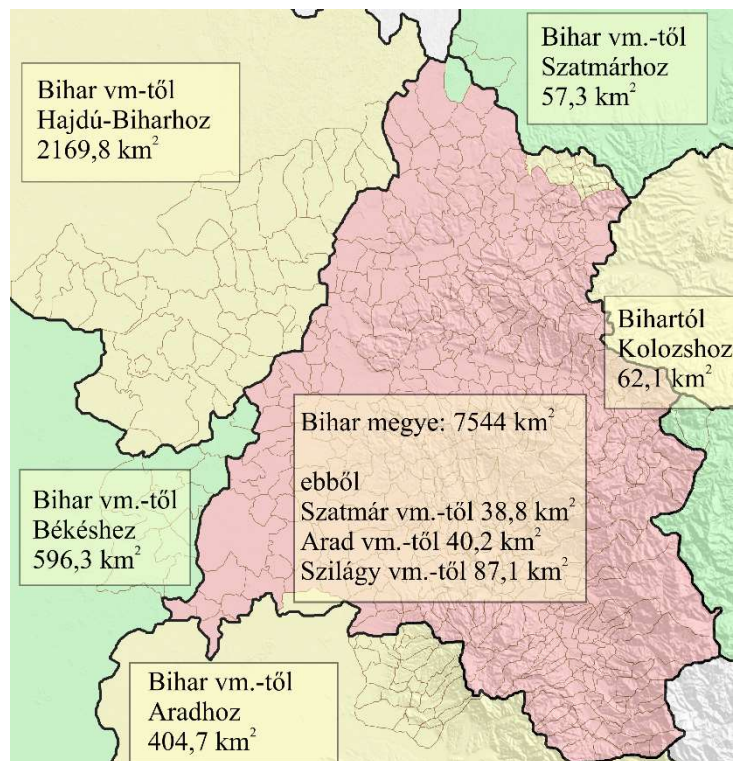 Bihar vm.-től
Szatmárhoz
57,3 km²
Bihar vm-től
Hajdú-Biharhoz
2169,8 km²
Bihartól
Kolozshoz
62,1 km²
Bihar megye: 7544 km²
ebből
Szatmár vm.-től 38,8 km²
Arad vm.-től 40,2 km²
Szilágy vm.-től 87,1 km²
Bihar vm.-től
Békéshez
596,3 km²
Bihar vm.-től
Aradhoz
404,7 km²